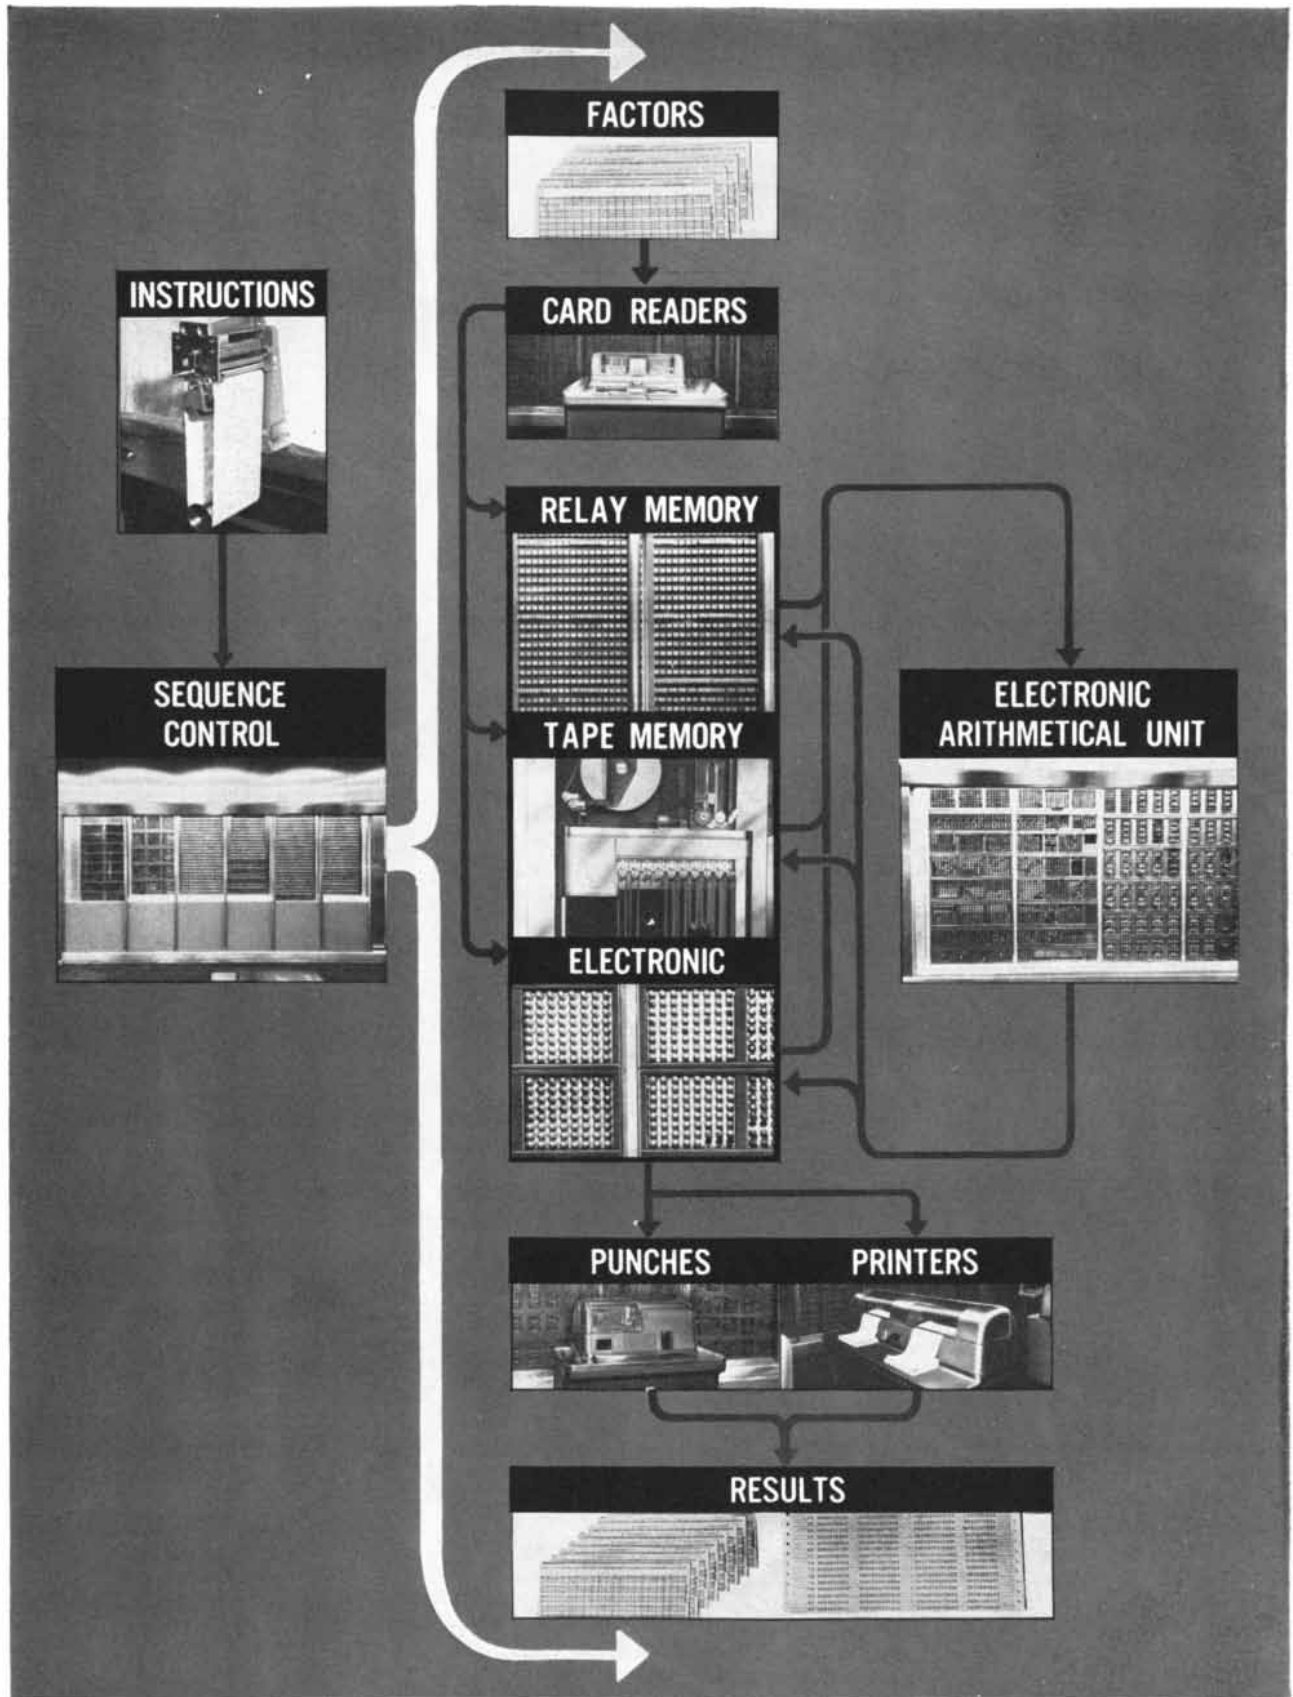 FACTORS
INSTRUCTIONS
CARD READERS
RELAY MEMORY
SEQUENCE
CONTROL
ELECTRONIC
ARITHMETICAL UNIT
TAPE MEMORY
ELECTRONIC
PUNCHES
PRINTERS
RESULTS